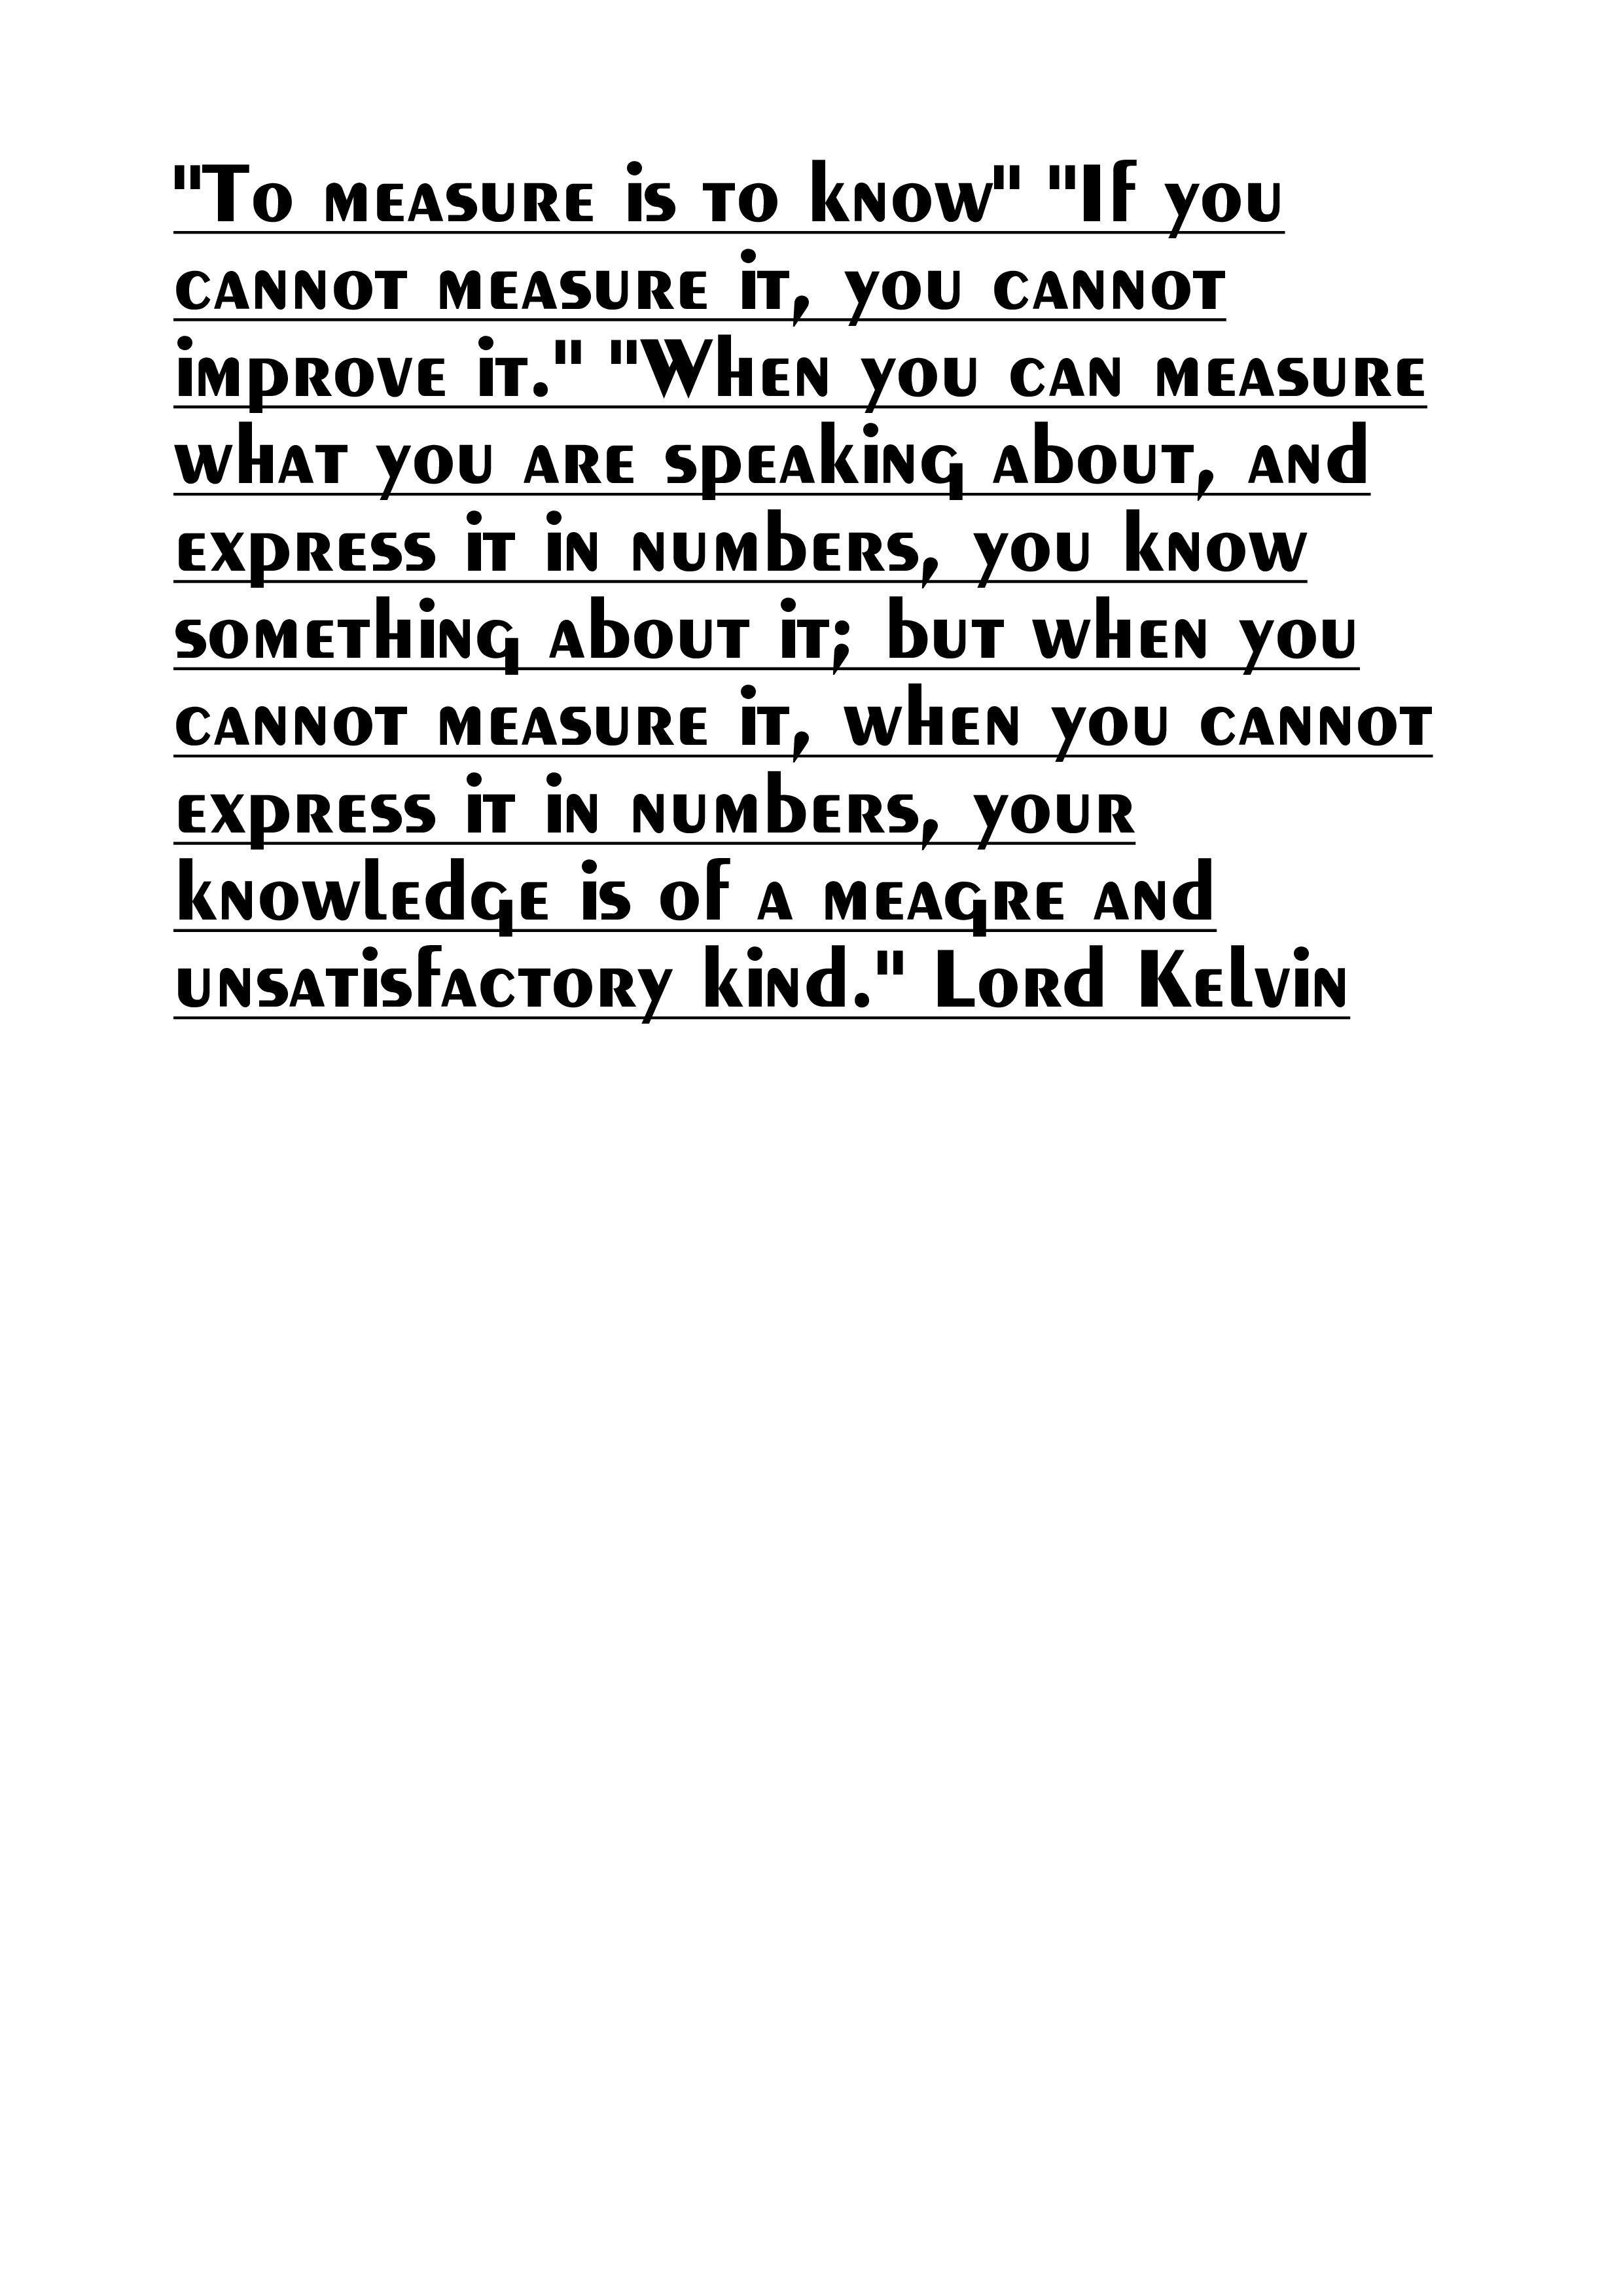 "To measure is to know" "If you
cannot measure it, you cannot
improve it." "When you can measure
what you are speaking about, and
express it in numbers, you know
something about it; but when you
cannot measure it, when you cannot
express it in numbers, your
knowledge is of a meagre and
unsatisfactory kind." Lord Kelvin